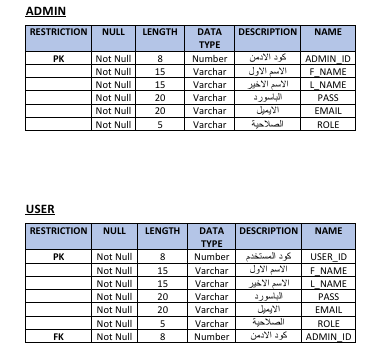 ADMIN
RESTRICTION NULL LENGTH DATA TYPE DESCRIPTION NAME
PK Not Null 8 Number كود الادمن ADMIN_ID
Not Null 15 Varchar الاسم الاول F_NAME
Not Null 15 Varchar الاسم الاخير L_NAME
Not Null 20 Varchar الباسورد PASS
Not Null 20 Varchar الايميل EMAIL
Not Null 5 Varchar الصلاحية ROLE
USER
RESTRICTION NULL LENGTH DATA TYPE DESCRIPTION NAME
PK Not Null 8 Number كود المستخدم USER_ID
Not Null 15 Varchar الاسم الاول F_NAME
Not Null 15 Varchar الاسم الاخير L_NAME
Not Null 20 Varchar الباسورد PASS
Not Null 20 Varchar الايميل EMAIL
Not Null 5 Varchar الصلاحية ROLE
FK Not Null 8 Number كود الادمن ADMIN_ID